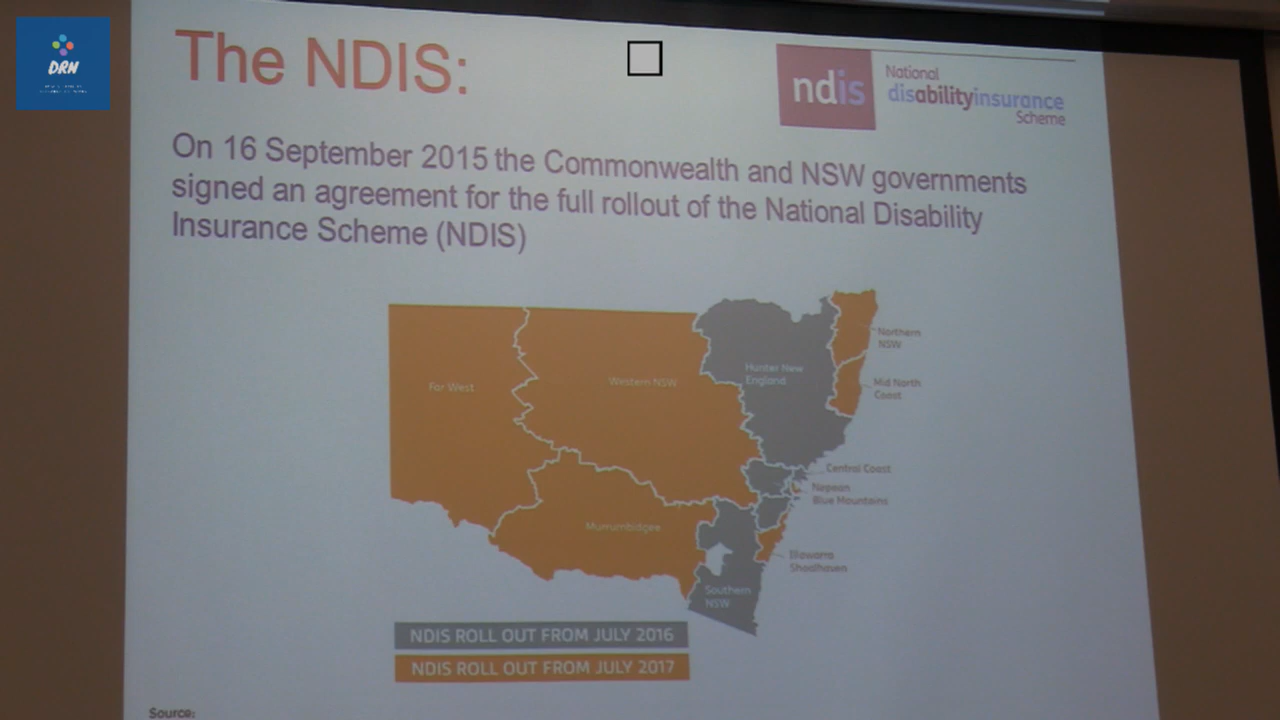 DRN
The NDIS:
ndis
National
disabilityinsurance
Scheme
On 16 September 2015 the Commonwealth and NSW governments
signed an agreement for the full rollout of the National Disability
Insurance Scheme (NDIS)
Northern
NSW
Far West
Western NSW
Hunter New
England
Mid North
Coast
Central Coast
Nepean
Blue Mountains
Murrumbidgee
Illawarra
Shoalhaven
Southern
NSW
NDIS ROLL OUT FROM JULY 2016
NDIS ROLL OUT FROM JULY 2017
Source: